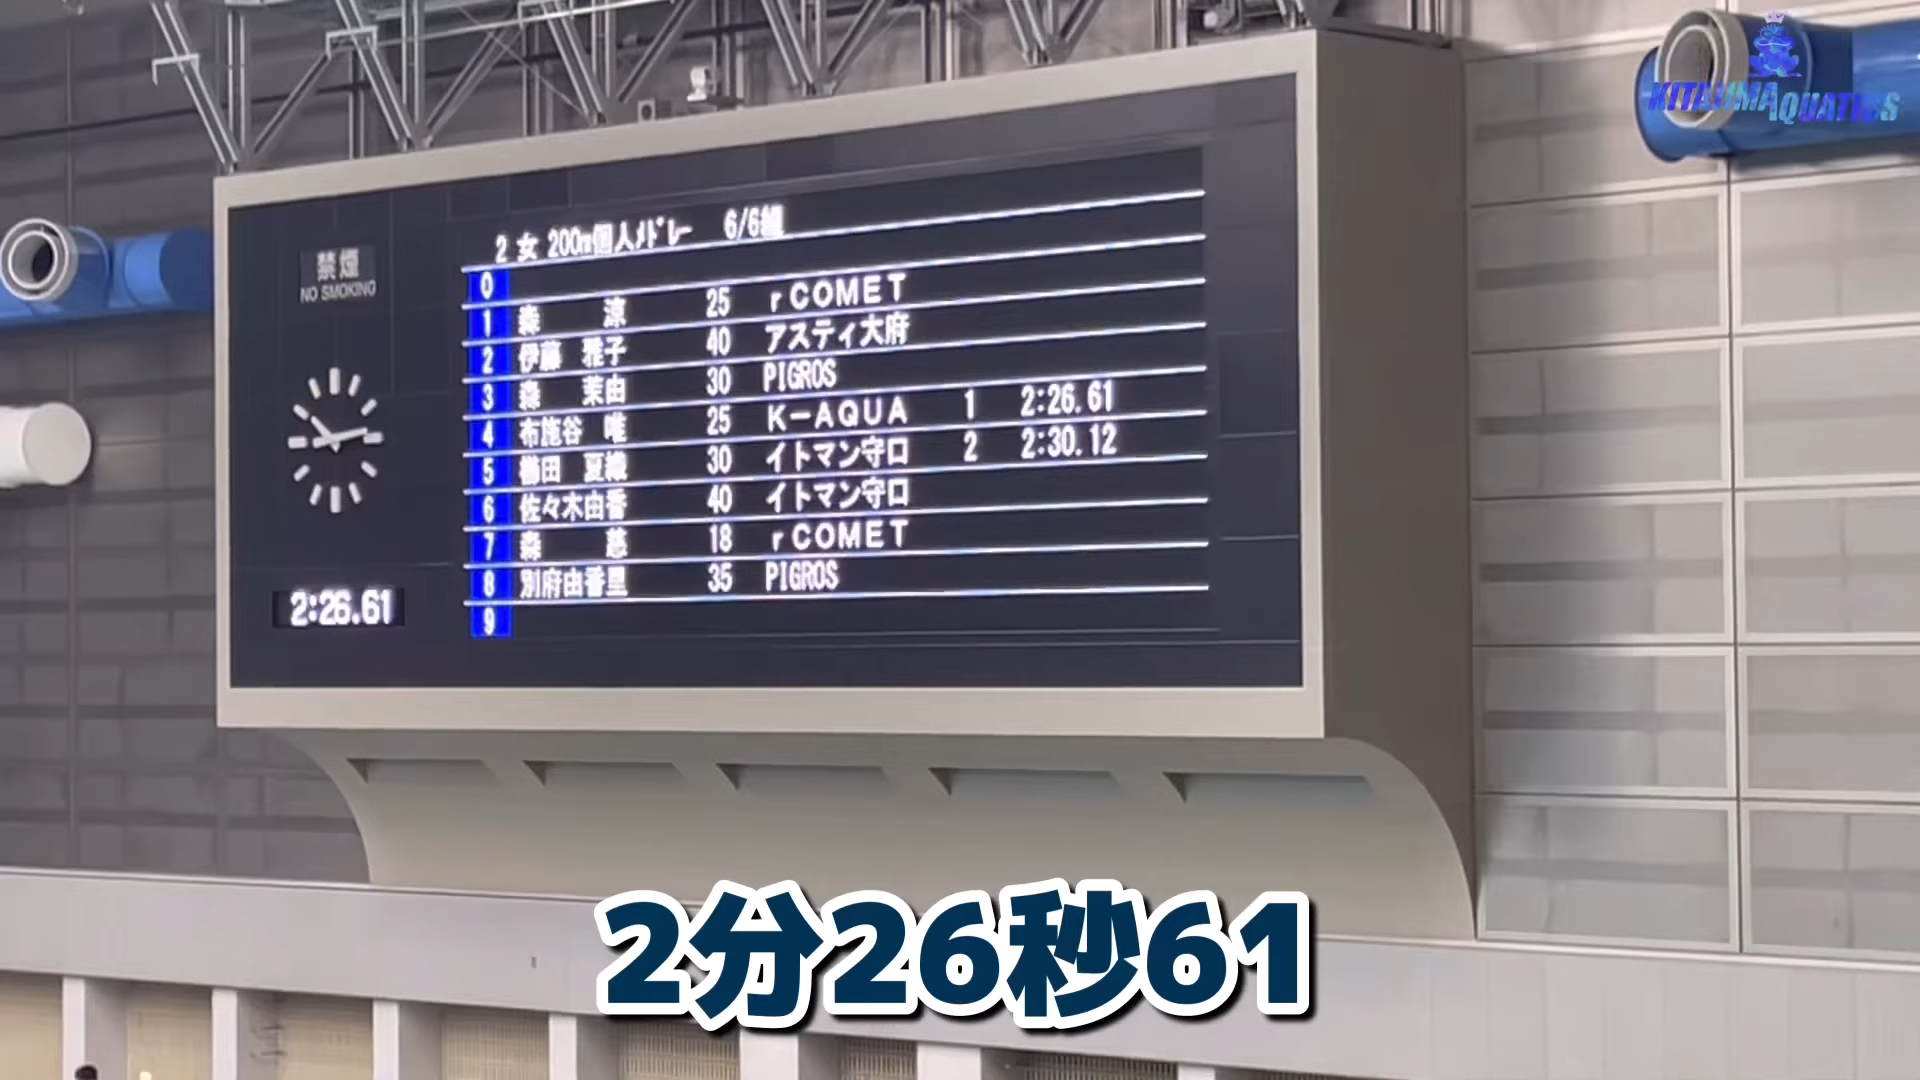 KITAJIMAQUATICS
禁煙
NO SMOKING
2 女 200m個人メドレー 6/6組
0
1 森 涼 25 rCOMET
2 伊藤 雅子 40 アスティ大府
3 森 茉由 30 PIGROS
4 布施谷 唯 25 K-AQUA 1 2:26.61
5 櫛田 夏織 30 イトマン守口 2 2:30.12
6 佐々木由香 40 イトマン守口
7 森 慈 18 rCOMET
8 別府由香里 35 PIGROS
9
2:26.61
2分26秒61